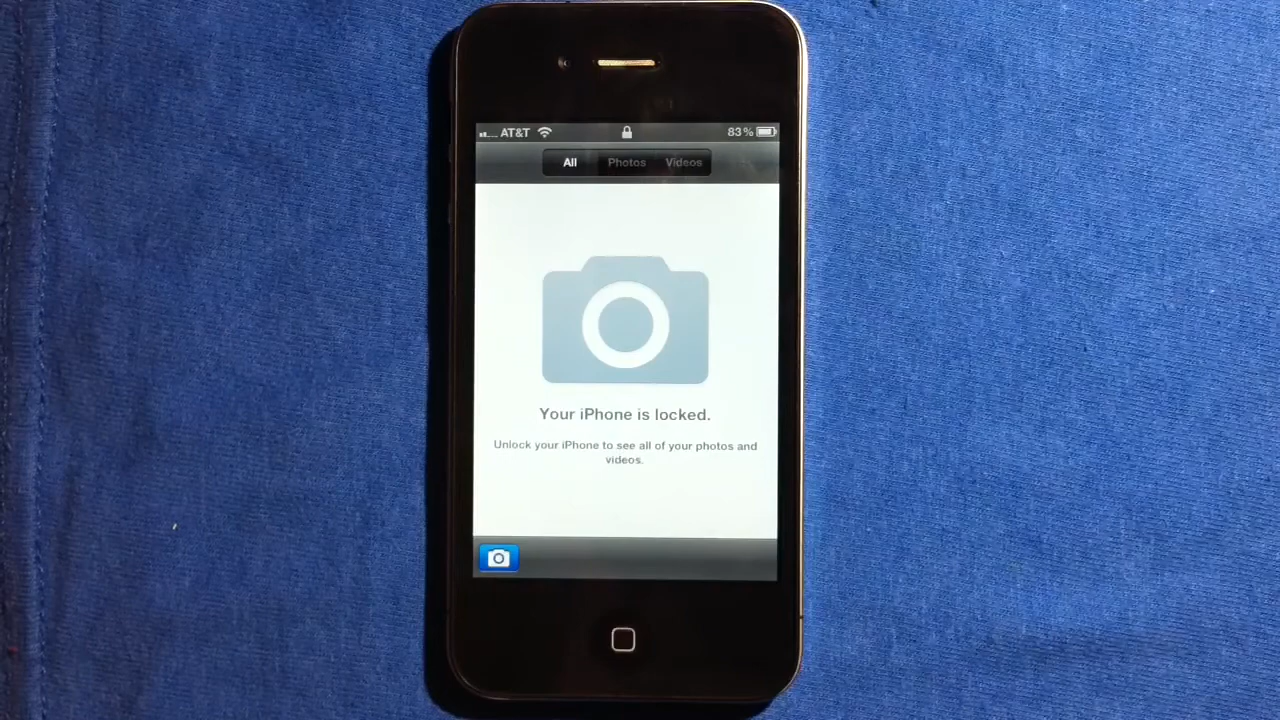 AT&T 83%
All Photos Videos
Your iPhone is locked.
Unlock your iPhone to see all of your photos and
videos.